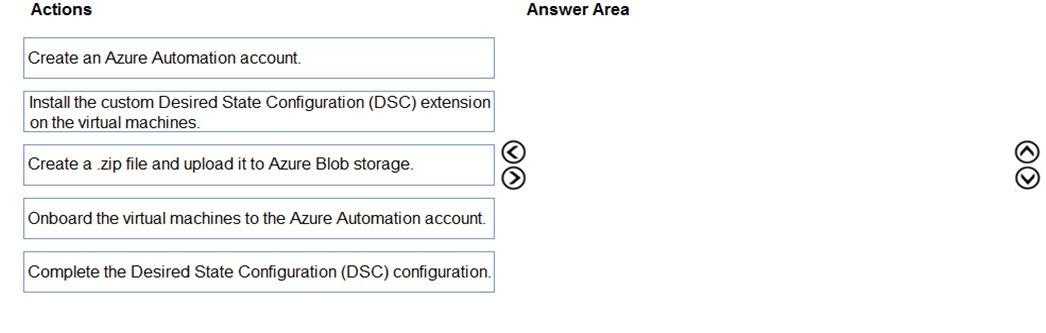 Actions
Answer Area
Create an Azure Automation account.
Install the custom Desired State Configuration (DSC) extension
on the virtual machines.
Create a .zip file and upload it to Azure Blob storage.
Onboard the virtual machines to the Azure Automation account.
Complete the Desired State Configuration (DSC) configuration.